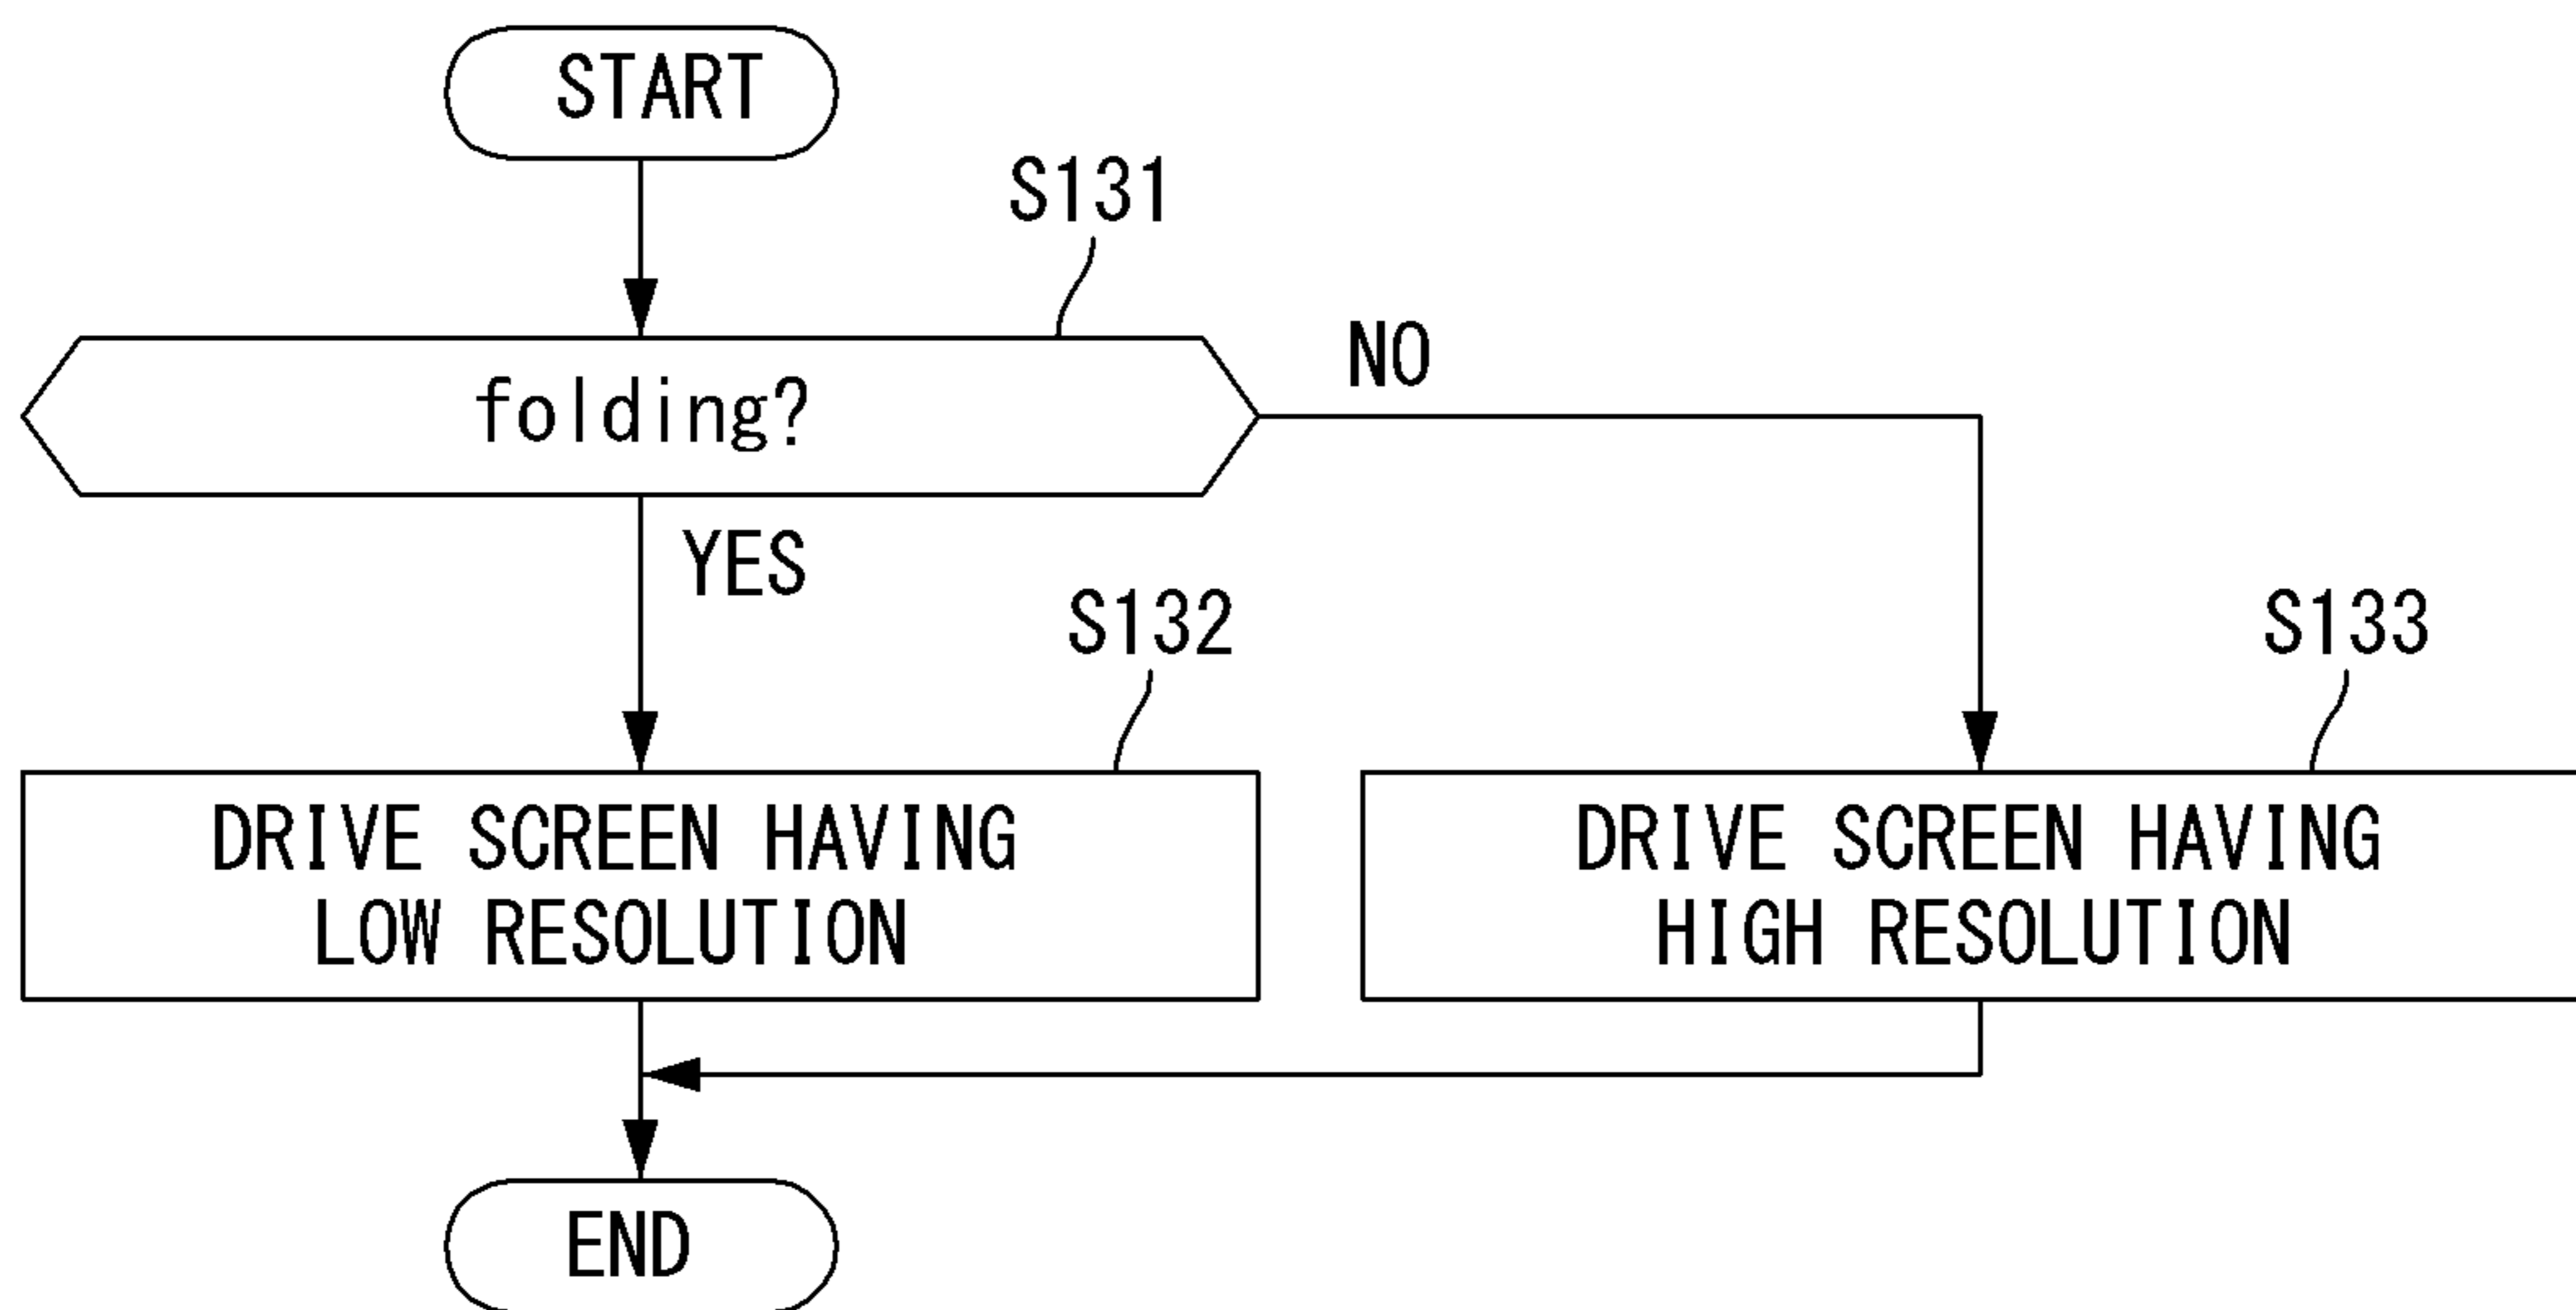 START
S131
folding?
NO
YES
S132
S133
DRIVE SCREEN HAVING
LOW RESOLUTION
DRIVE SCREEN HAVING
HIGH RESOLUTION
END